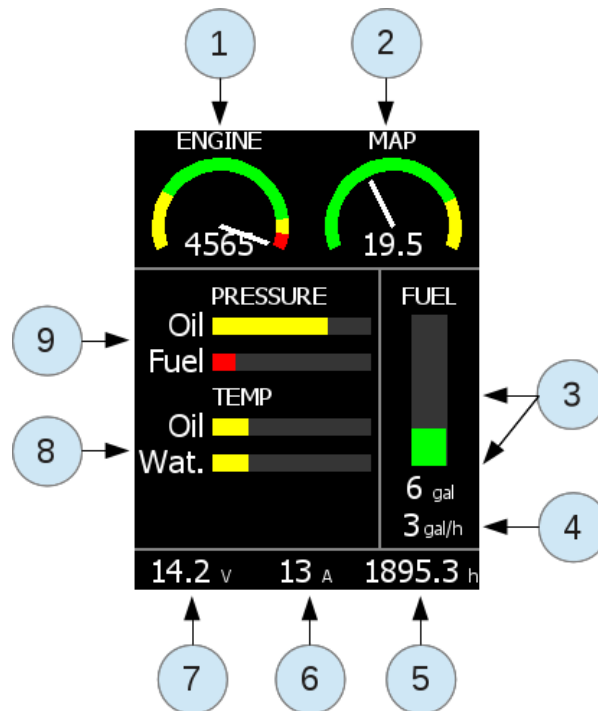 1 2
ENGINE MAP
4565 19.5
PRESSURE FUEL
Oil
9
Fuel
3
TEMP
Oil
8
Wat.
6 gal
3 gal/h
4
14.2 V 13 A 1895.3 h
7 6 5